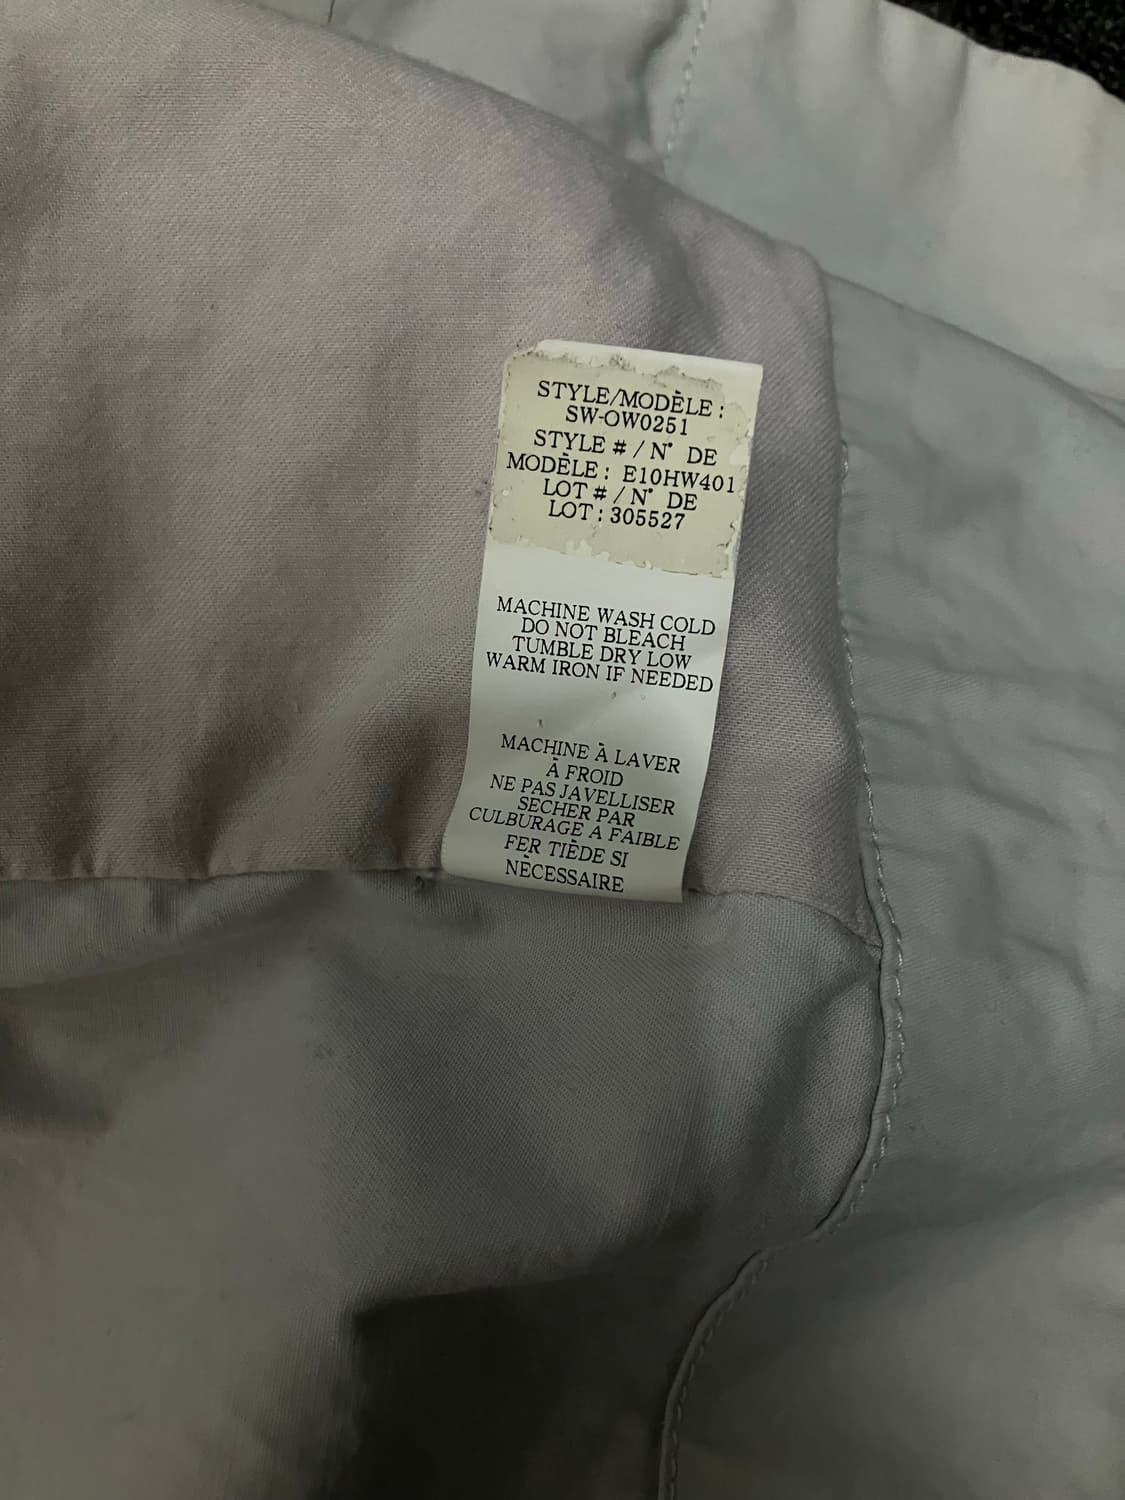 STYLE/MODÈLE :
SW-OW0251
STYLE # / N° DE
MODÈLE : E10HW401
LOT # / N° DE
LOT : 305527
MACHINE WASH COLD
DO NOT BLEACH
TUMBLE DRY LOW
WARM IRON IF NEEDED
MACHINE À LAVER
À FROID
NE PAS JAVELLISER
SECHER PAR
CULBURAGE A FAIBLE
FER TIÈDE SI
NÈCESSAIRE